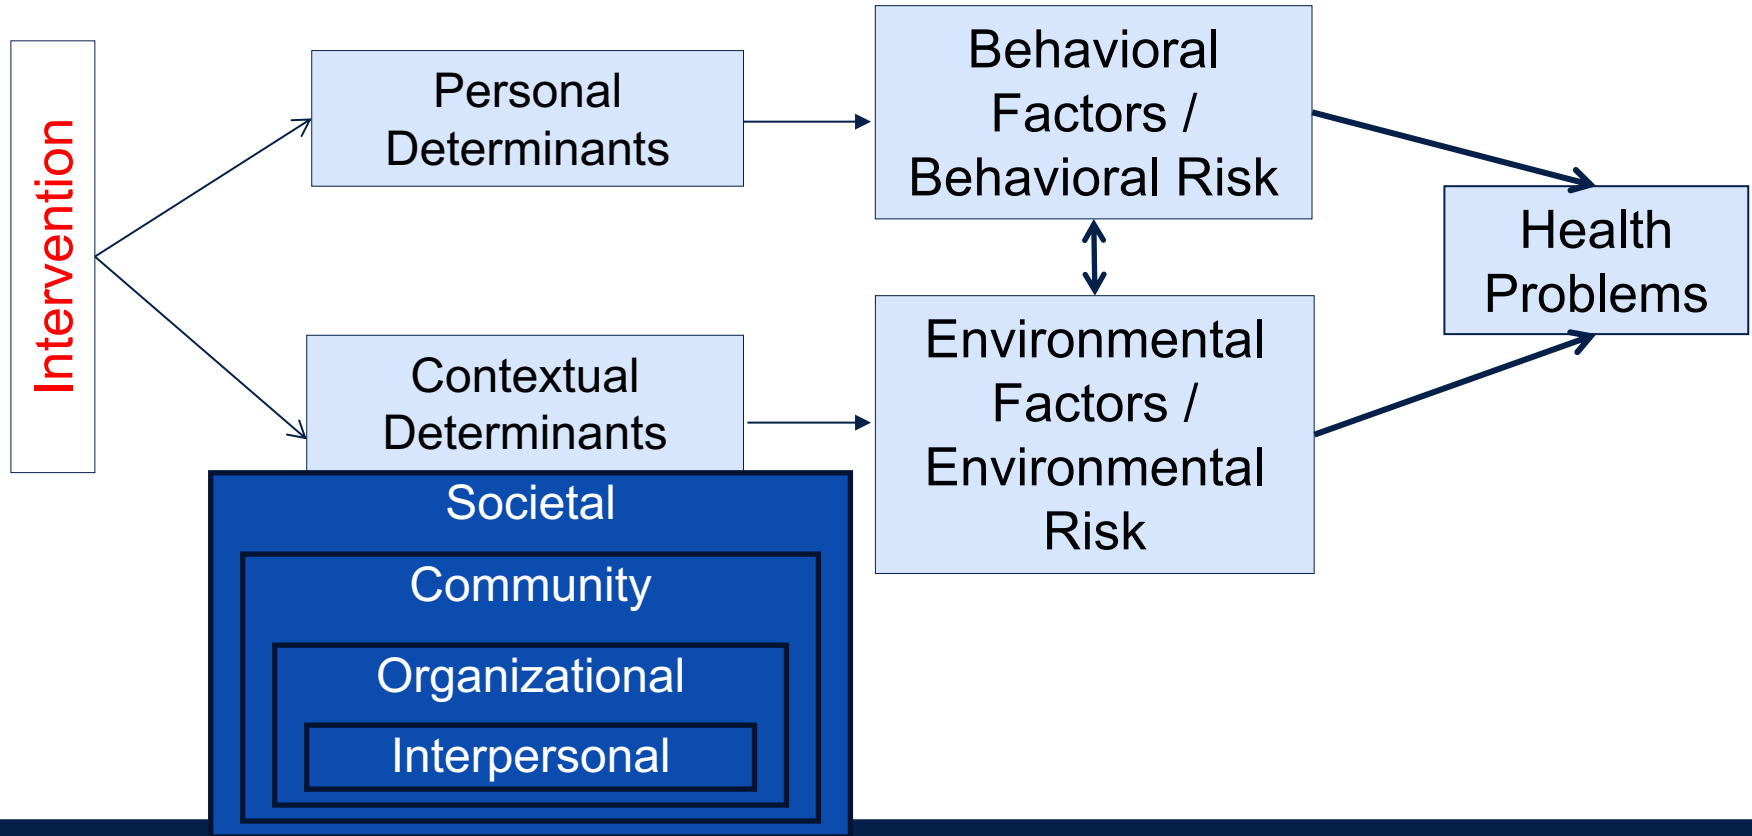 Intervention
Personal
Determinants
Behavioral
Factors /
Behavioral Risk
Health
Problems
Contextual
Determinants
Environmental
Factors /
Environmental
Risk
Societal
Community
Organizational
Interpersonal